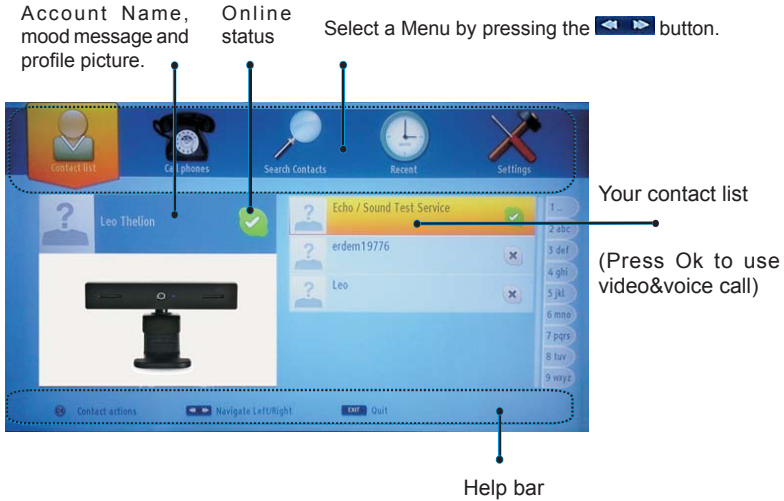 Account Name,
mood message and
profile picture.
Online
status
Select a Menu by pressing the button.
Contact list
Call phones
Search Contacts
Recent
Settings
Leo Thelion
Echo / Sound Test Service
erdem19776
Leo
1 _
2 abc
3 def
4 ghi
5 jkl
6 mno
7 pqrs
8 tuv
9 wxyz
Your contact list
(Press Ok to use
video&voice call)
OK Contact actions
Navigate Left/Right
EXIT Quit
Help bar